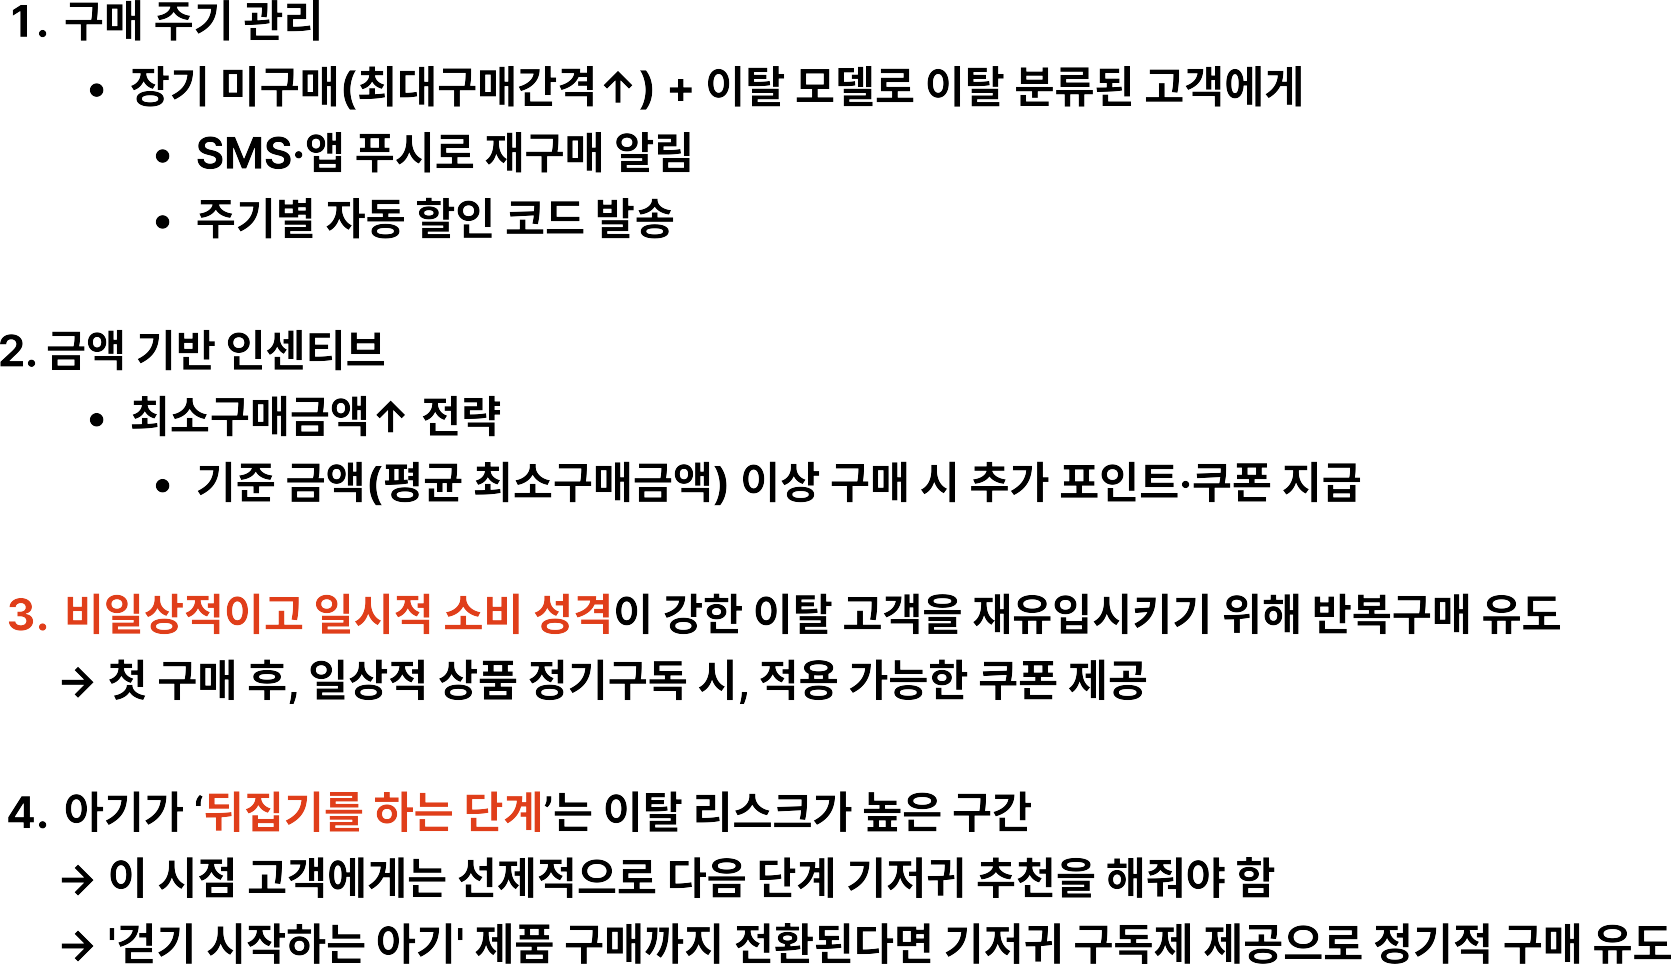 1. 구매 주기 관리
• 장기 미구매(최대구매간격↑) + 이탈 모델로 이탈 분류된 고객에게
• SMS·앱 푸시로 재구매 알림
• 주기별 자동 할인 코드 발송
2. 금액 기반 인센티브
• 최소구매금액↑ 전략
• 기준 금액(평균 최소구매금액) 이상 구매 시 추가 포인트·쿠폰 지급
3. 비일상적이고 일시적 소비 성격이 강한 이탈 고객을 재유입시키기 위해 반복구매 유도
→ 첫 구매 후, 일상적 상품 정기구독 시, 적용 가능한 쿠폰 제공
4. 아기가 ‘뒤집기를 하는 단계’는 이탈 리스크가 높은 구간
→ 이 시점 고객에게는 선제적으로 다음 단계 기저귀 추천을 해줘야 함
→ '걷기 시작하는 아기' 제품 구매까지 전환된다면 기저귀 구독제 제공으로 정기적 구매 유도